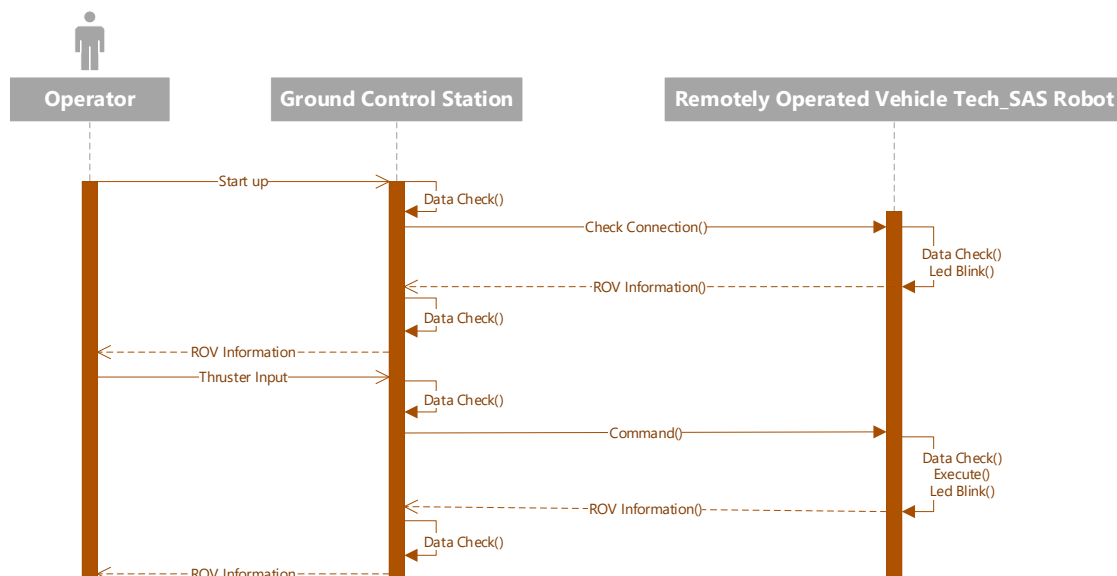 Operator
Ground Control Station
Remotely Operated Vehicle Tech_SAS Robot
Start up
Data Check()
Check Connection()
Data Check()
Led Blink()
ROV Information()
Data Check()
ROV Information
Thruster Input
Data Check()
Command()
Data Check()
Execute()
Led Blink()
ROV Information()
Data Check()
ROV Information